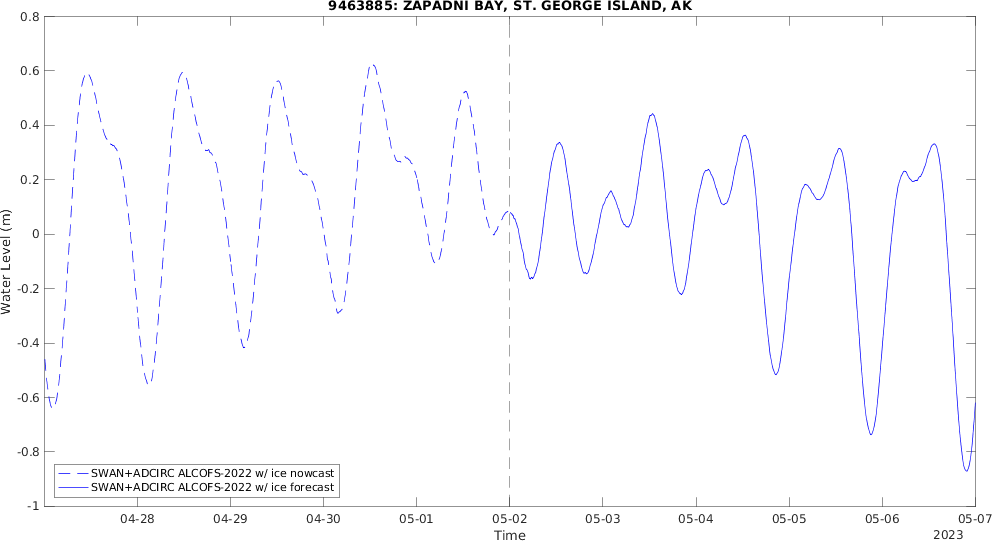 9463885: ZAPADNI BAY, ST. GEORGE ISLAND, AK
0.8
0.6
0.4
0.2
0
-0.2
-0.4
-0.6
-0.8
-1
Water Level (m)
SWAN+ADCIRC ALCOFS-2022 w/ ice nowcast
SWAN+ADCIRC ALCOFS-2022 w/ ice forecast
04-28 04-29 04-30 05-01 05-02 05-03 05-04 05-05 05-06 05-07
Time
2023